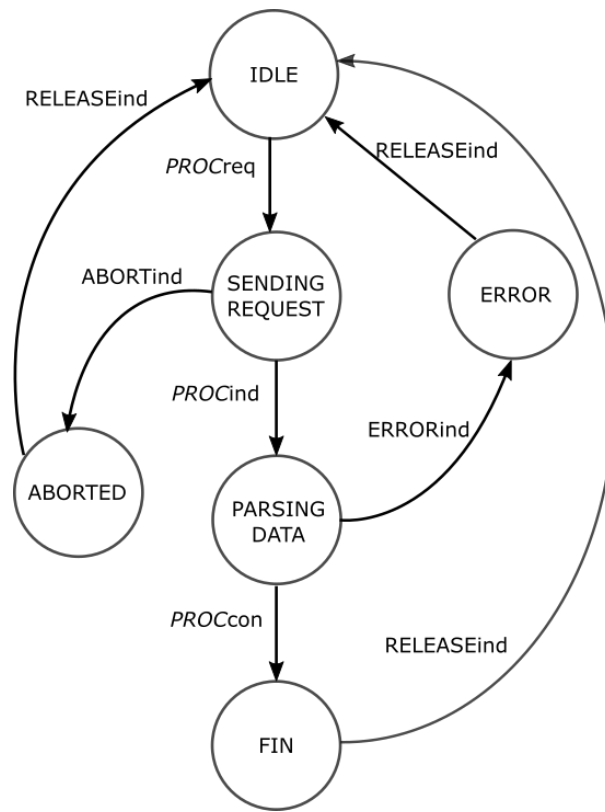 IDLE
RELEASEind
RELEASEind
PROCreq
ABORTind
SENDING
REQUEST
ERROR
PROCind
ERRORind
ABORTED
PARSING
DATA
PROCcon
RELEASEind
FIN